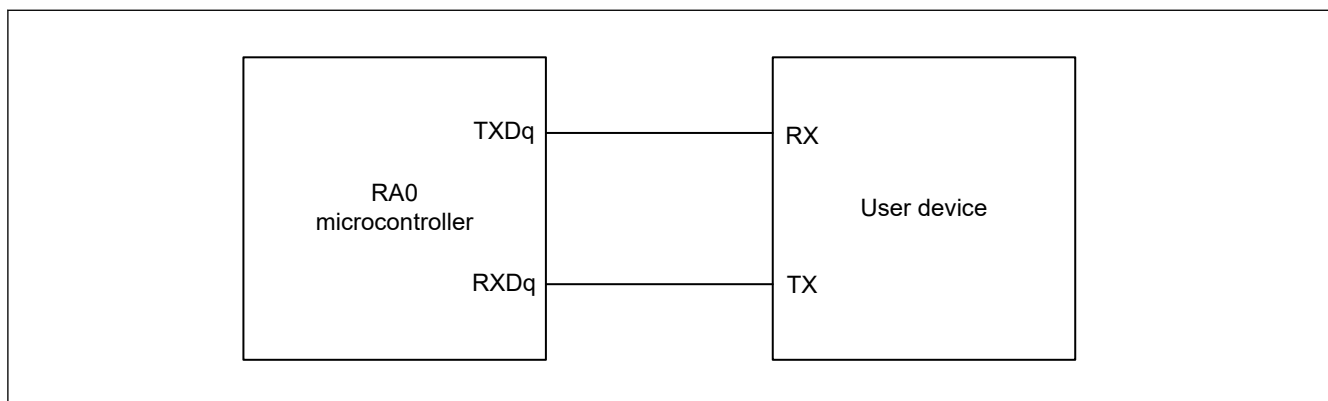 TXDq
RX
RA0
microcontroller
User device
RXDq
TX